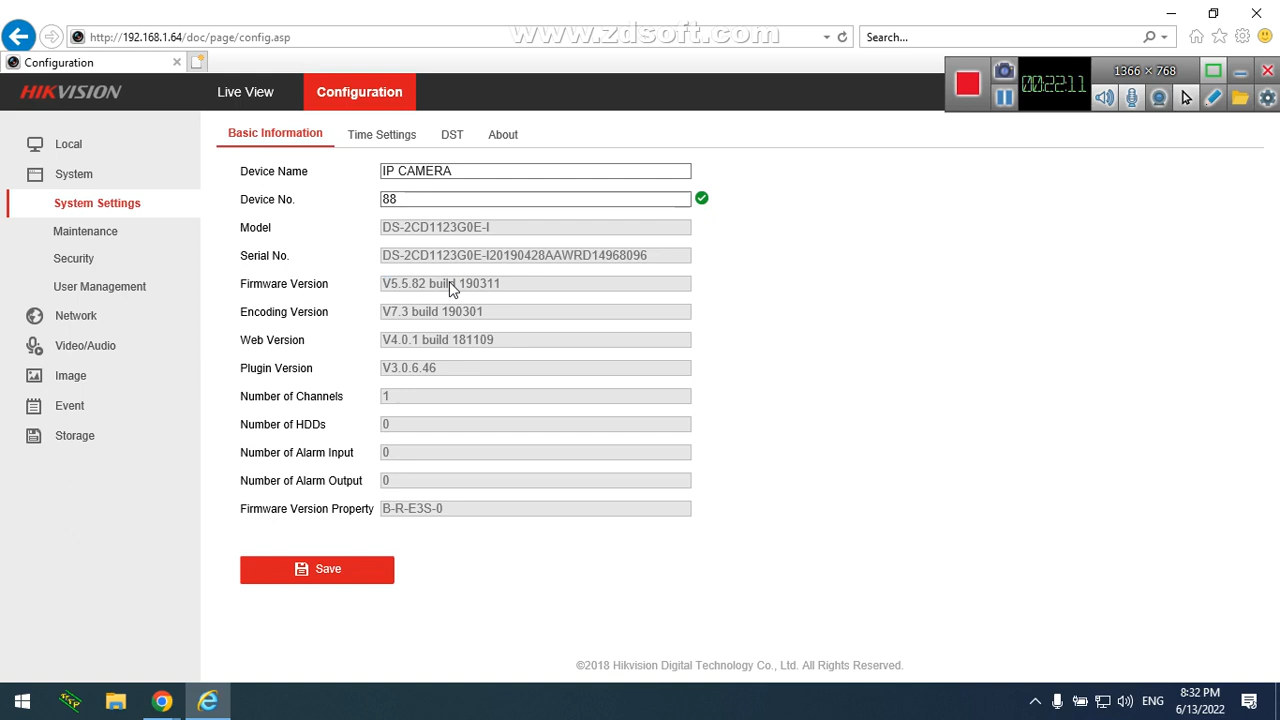 http://192.168.1.64/doc/page/config.asp
www.zdsoft.com
Search...
Configuration
1366 × 768
00:22:11
HIKVISION
Live View
Configuration
Local
System
System Settings
Maintenance
Security
User Management
Network
Video/Audio
Image
Event
Storage
Basic Information
Time Settings
DST
About
Device Name IP CAMERA
Device No. 88
Model DS-2CD1123G0E-I
Serial No. DS-2CD1123G0E-I20190428AAWRD14968096
Firmware Version V5.5.82 build 190311
Encoding Version V7.3 build 190301
Web Version V4.0.1 build 181109
Plugin Version V3.0.6.46
Number of Channels 1
Number of HDDs 0
Number of Alarm Input 0
Number of Alarm Output 0
Firmware Version Property B-R-E3S-0
Save
©2018 Hikvision Digital Technology Co., Ltd. All Rights Reserved.
ENG
8:32 PM
6/13/2022